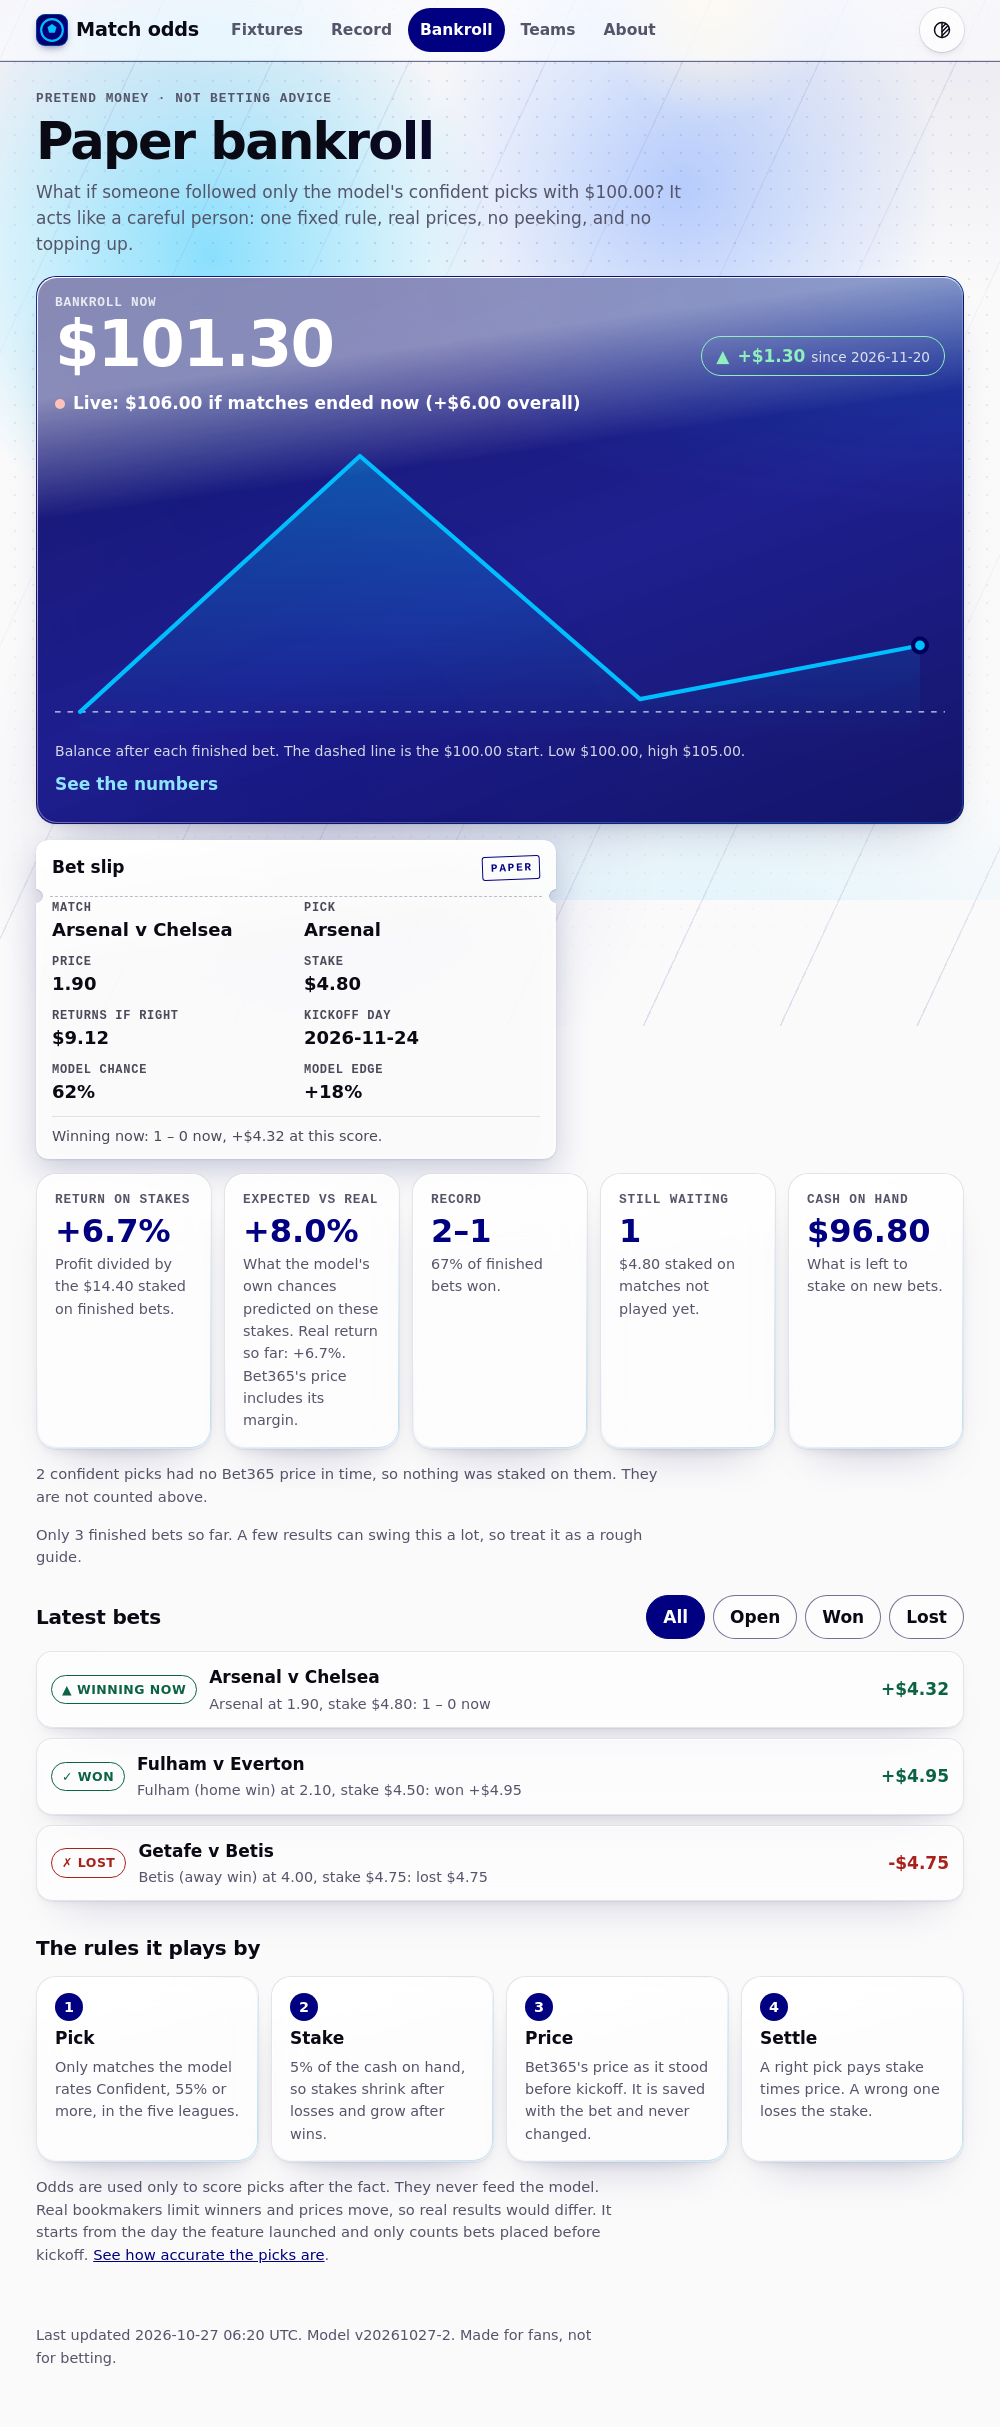 Match odds
Fixtures
Record
Bankroll
Teams
About
PRETEND MONEY · NOT BETTING ADVICE
Paper bankroll
What if someone followed only the model's confident picks with $100.00? It
acts like a careful person: one fixed rule, real prices, no peeking, and no
topping up.
BANKROLL NOW
$101.30
▲ +$1.30 since 2026-11-20
Live: $106.00 if matches ended now (+$6.00 overall)
Balance after each finished bet. The dashed line is the $100.00 start. Low $100.00, high $105.00.
See the numbers
Bet slip
PAPER
MATCH
Arsenal v Chelsea
PICK
Arsenal
PRICE
1.90
STAKE
$4.80
RETURNS IF RIGHT
$9.12
KICKOFF DAY
2026-11-24
MODEL CHANCE
62%
MODEL EDGE
+18%
Winning now: 1 – 0 now, +$4.32 at this score.
RETURN ON STAKES
+6.7%
Profit divided by
the $14.40 staked
on finished bets.
EXPECTED VS REAL
+8.0%
What the model's
own chances
predicted on these
stakes. Real return
so far: +6.7%.
Bet365's price
includes its
margin.
RECORD
2–1
67% of finished
bets won.
STILL WAITING
1
$4.80 staked on
matches not
played yet.
CASH ON HAND
$96.80
What is left to
stake on new bets.
2 confident picks had no Bet365 price in time, so nothing was staked on them. They
are not counted above.
Only 3 finished bets so far. A few results can swing this a lot, so treat it as a rough
guide.
Latest bets
All
Open
Won
Lost
▲ WINNING NOW
Arsenal v Chelsea
Arsenal at 1.90, stake $4.80: 1 – 0 now
+$4.32
✓ WON
Fulham v Everton
Fulham (home win) at 2.10, stake $4.50: won +$4.95
+$4.95
✗ LOST
Getafe v Betis
Betis (away win) at 4.00, stake $4.75: lost $4.75
-$4.75
The rules it plays by
1
Pick
Only matches the model
rates Confident, 55% or
more, in the five leagues.
2
Stake
5% of the cash on hand,
so stakes shrink after
losses and grow after
wins.
3
Price
Bet365's price as it stood
before kickoff. It is saved
with the bet and never
changed.
4
Settle
A right pick pays stake
times price. A wrong one
loses the stake.
Odds are used only to score picks after the fact. They never feed the model.
Real bookmakers limit winners and prices move, so real results would differ. It
starts from the day the feature launched and only counts bets placed before
kickoff. See how accurate the picks are.
Last updated 2026-10-27 06:20 UTC. Model v20261027-2. Made for fans, not
for betting.